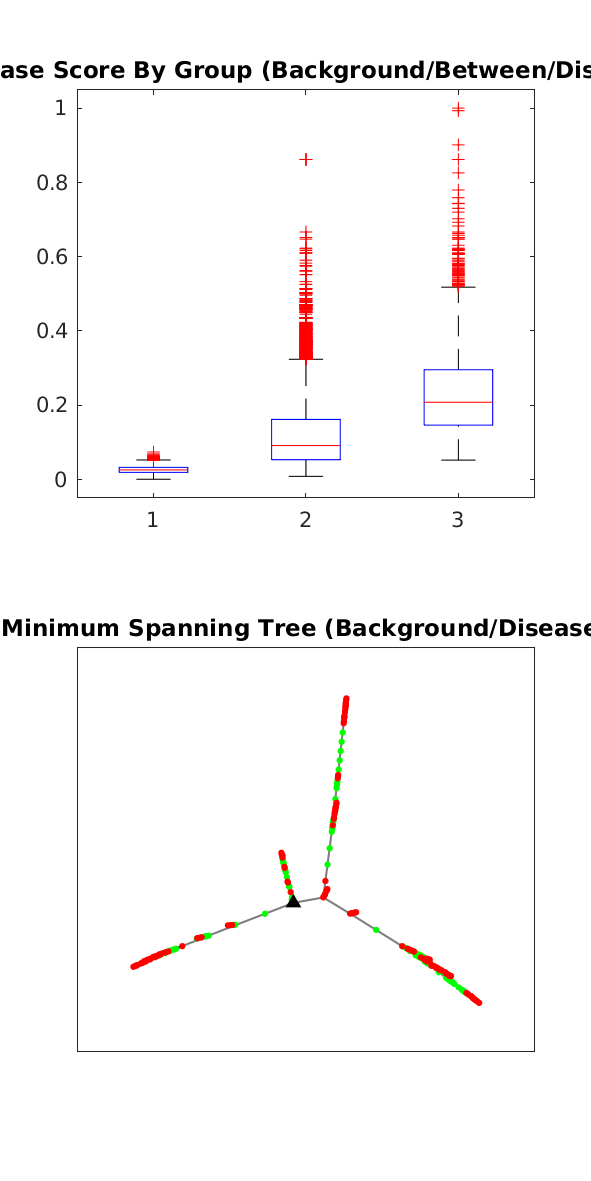 ase Score By Group (Background/Between/Dis
1
0.8
0.6
0.4
0.2
0
1 2 3
Minimum Spanning Tree (Background/Disease